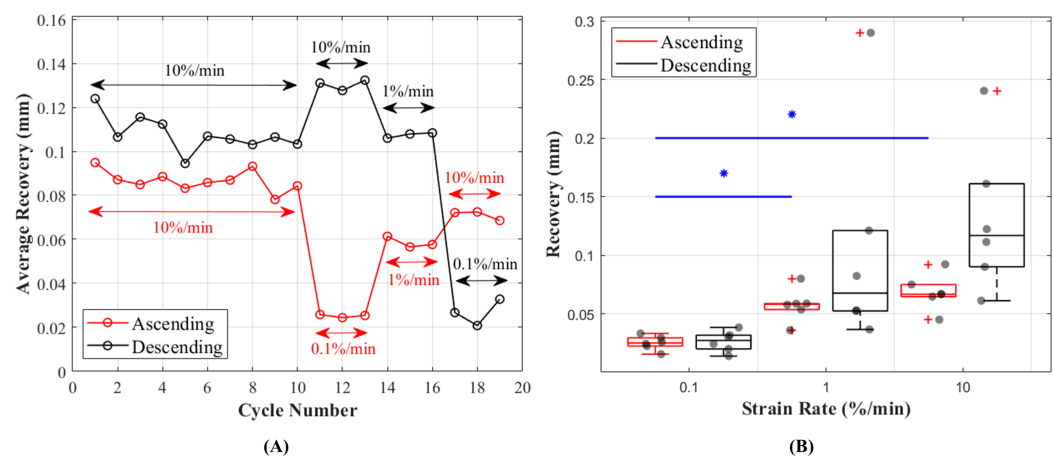 0.16
0.14
0.12
0.1
0.08
0.06
0.04
0.02
0
Average Recovery (mm)
10%/min
10%/min
1%/min
10%/min
10%/min
1%/min
0.1%/min
0.1%/min
Ascending
Descending
0 2 4 6 8 10 12 14 16 18 20
Cycle Number
(A)
0.3
0.25
0.2
0.15
0.1
0.05
Recovery (mm)
Ascending
Descending
0.1 1 10
Strain Rate (%/min)
(B)